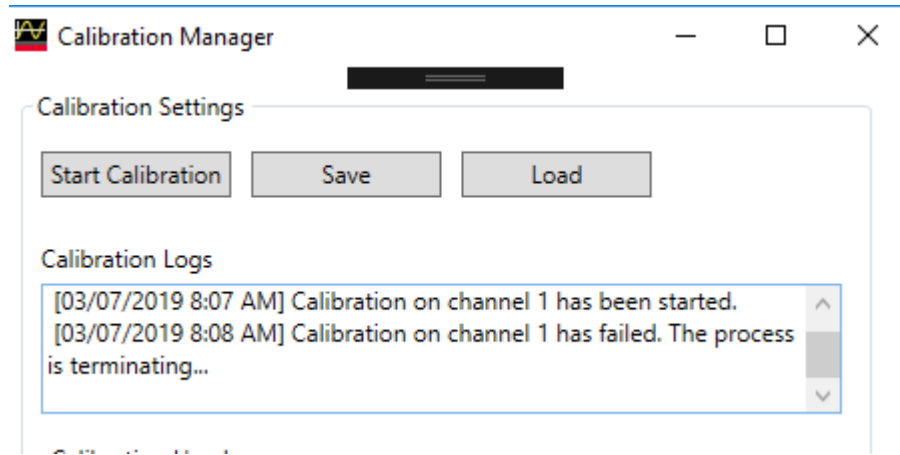 Calibration Manager
Calibration Settings
Start Calibration Save Load
Calibration Logs
[03/07/2019 8:07 AM] Calibration on channel 1 has been started.
[03/07/2019 8:08 AM] Calibration on channel 1 has failed. The process
is terminating...